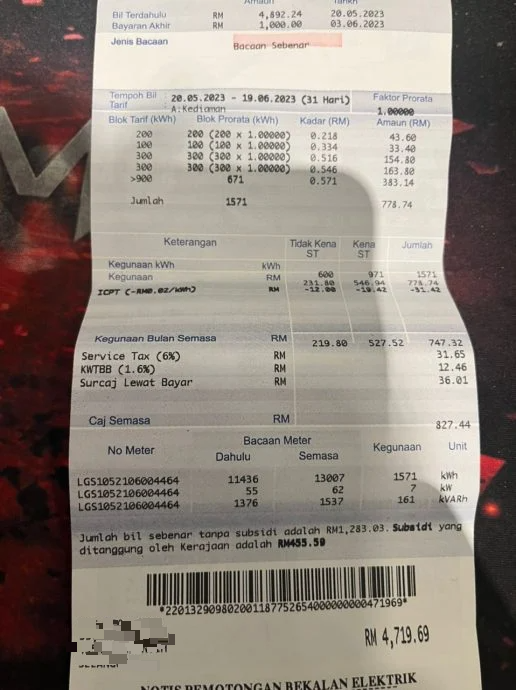 Amaun Tarikh
Bil Terdahulu RM 4,892.24 20.05.2023
Bayaran Akhir RM 1,000.00 03.06.2023
Jenis Bacaan Bacaan Sebenar
Tempoh Bil : 20.05.2023 - 19.06.2023 (31 Hari) Faktor Prorata
Tarif : A:Kediaman 1.00000
Blok Tarif (kWh) Blok Prorata (kWh) Kadar (RM) Amaun (RM)
200 200 (200 x 1.00000) 0.218 43.60
100 100 (100 x 1.00000) 0.334 33.40
300 300 (300 x 1.00000) 0.516 154.80
300 300 (300 x 1.00000) 0.546 163.80
>900 671 0.571 383.14
Jumlah 1571 778.74
Keterangan Tidak Kena ST Kena ST Jumlah
Kegunaan kWh kWh 600 971 1571
Kegunaan RM 231.80 546.94 778.74
ICPT (-RM0.02/kWh) RM -12.00 -19.42 -31.42
Kegunaan Bulan Semasa RM 219.80 527.52 747.32
Service Tax (6%) RM 31.65
KWTBB (1.6%) RM 12.46
Surcaj Lewat Bayar RM 36.01
Caj Semasa RM 827.44
No Meter Bacaan Meter Kegunaan Unit
Dahulu Semasa
LGS1052106004464 11436 13007 1571 kWh
LGS1052106004464 55 62 7 kW
LGS1052106004464 1376 1537 161 kVARh
Jumlah bil sebenar tanpa subsidi adalah RM1,283.03. Subsidi yang
ditanggung oleh Kerajaan adalah RM455.59
*220132909802001187752654000000000471969*
RM 4,719.69
NOTIS PEMOTONGAN BEKALAN ELEKTRIK